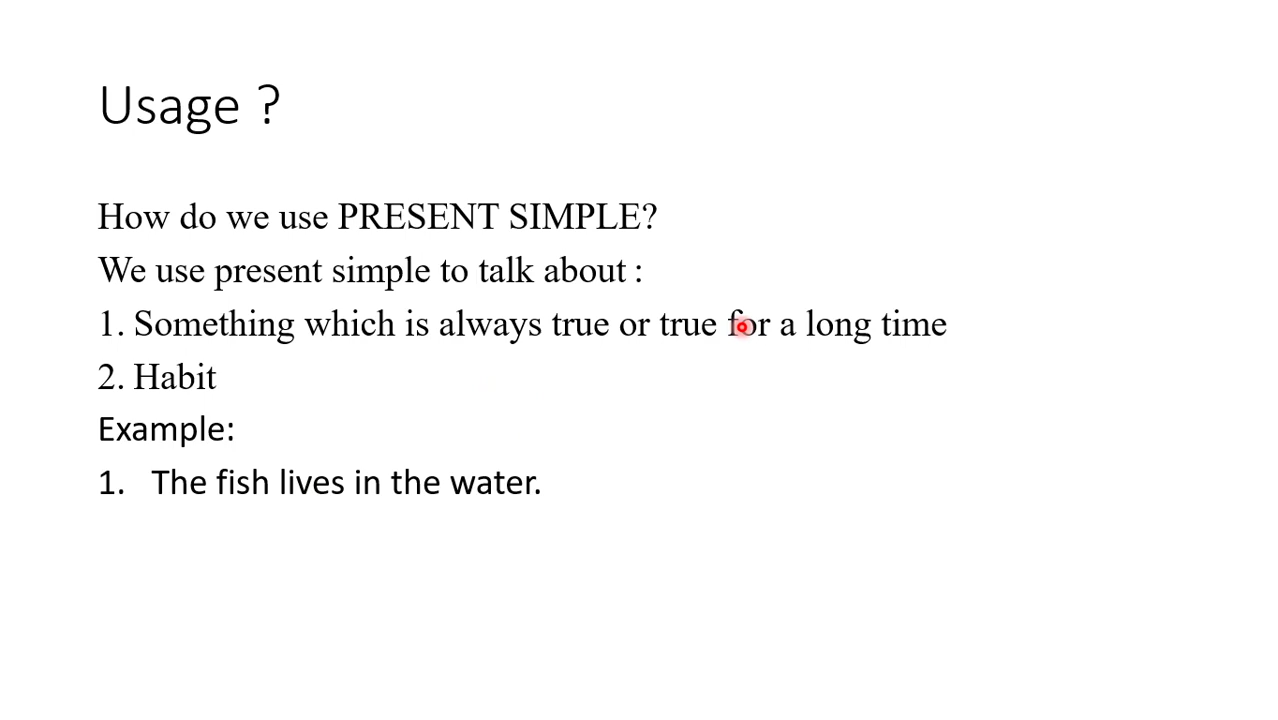 Usage ?
How do we use PRESENT SIMPLE?
We use present simple to talk about :
1. Something which is always true or true for a long time
2. Habit
Example:
1. The fish lives in the water.